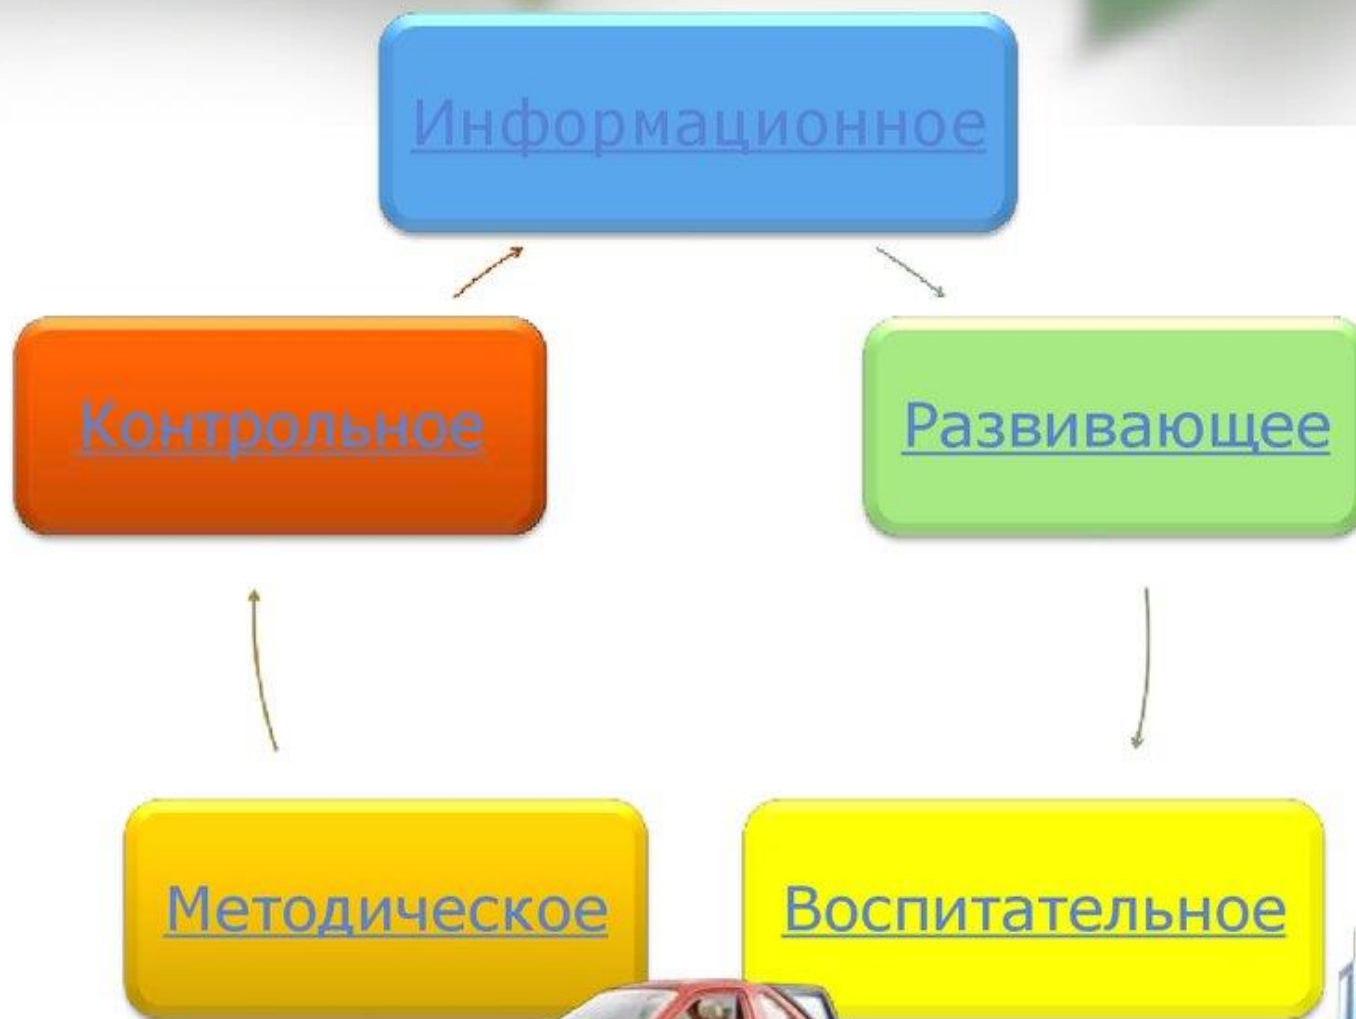 Информационное
Контрольное
Развивающее
Методическое
Воспитательное